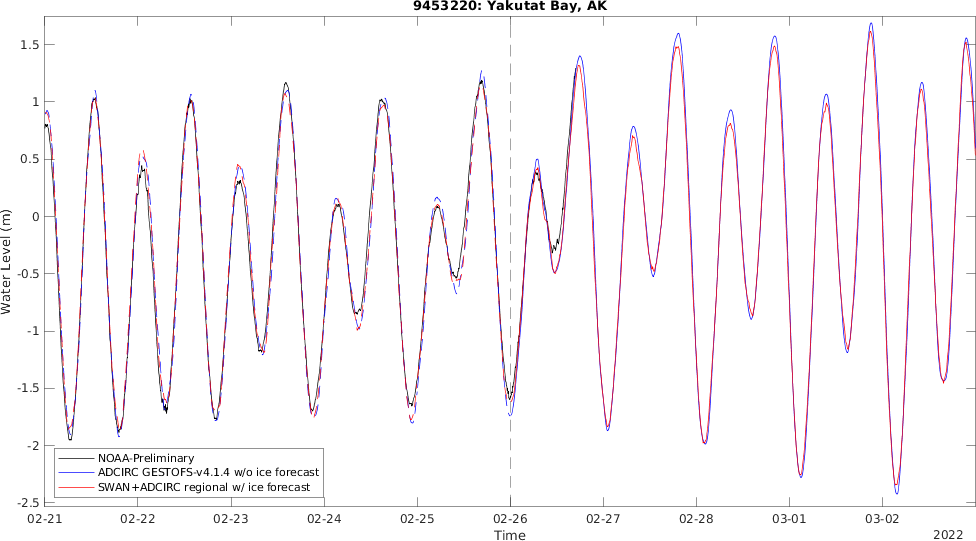 9453220: Yakutat Bay, AK
Water Level (m)
1.5
1
0.5
0
-0.5
-1
-1.5
-2
-2.5
NOAA-Preliminary
ADCIRC GESTOFS-v4.1.4 w/o ice forecast
SWAN+ADCIRC regional w/ ice forecast
02-21 02-22 02-23 02-24 02-25 02-26 02-27 02-28 03-01 03-02
Time
2022